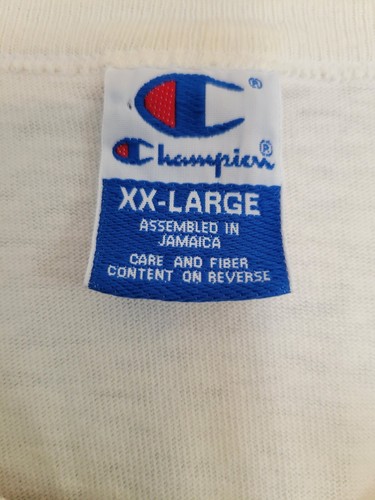 ®
Champion®
XX-LARGE
ASSEMBLED IN
JAMAICA
CARE AND FIBER
CONTENT ON REVERSE